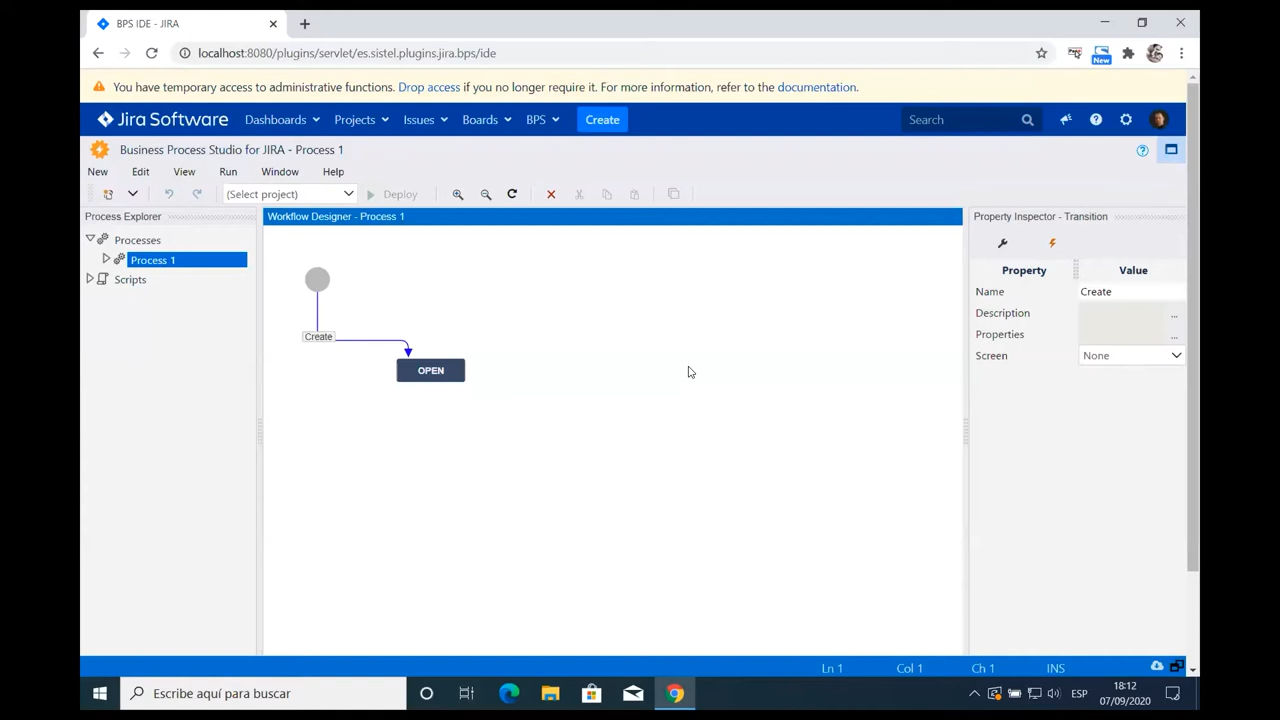 BPS IDE - JIRA
localhost:8080/plugins/servlet/es.sistel.plugins.jira.bps/ide
New
You have temporary access to administrative functions. Drop access if you no longer require it. For more information, refer to the documentation.
Jira Software Dashboards Projects Issues Boards BPS Create Search
Business Process Studio for JIRA - Process 1
New Edit View Run Window Help
(Select project) Deploy
Process Explorer
Processes
Process 1
Scripts
Workflow Designer - Process 1
Create
OPEN
Property Inspector - Transition
Property Value
Name Create
Description ...
Properties ...
Screen None
Ln 1 Col 1 Ch 1 INS
Escribe aquí para buscar
ESP
18:12
07/09/2020